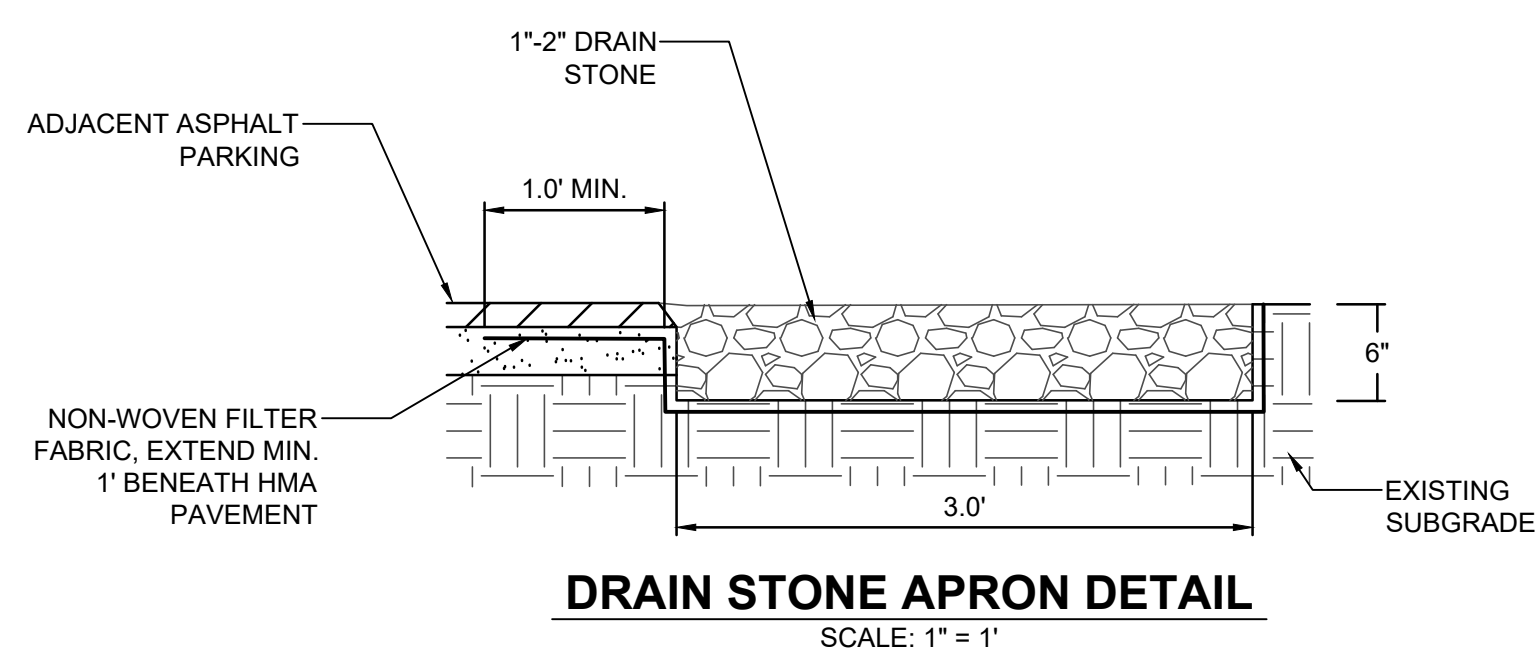 1"-2" DRAIN
STONE
ADJACENT ASPHALT
PARKING
1.0' MIN.
6"
NON-WOVEN FILTER
FABRIC, EXTEND MIN.
1' BENEATH HMA
PAVEMENT
EXISTING
SUBGRADE
3.0'
DRAIN STONE APRON DETAIL
SCALE: 1" = 1'